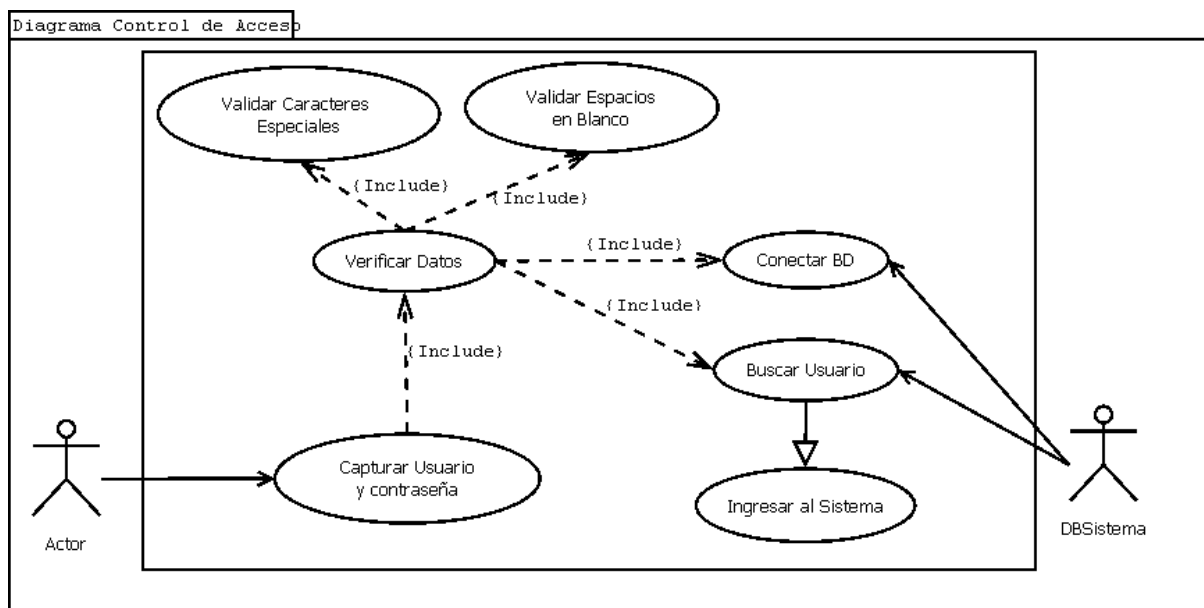 Diagrama Control de Acceso
Validar Caracteres
Especiales
Validar Espacios
en Blanco
{Include}
{Include}
Verificar Datos
{Include}
Conectar BD
{Include}
{Include}
Buscar Usuario
Capturar Usuario
y contraseña
Ingresar al Sistema
Actor
DBSistema